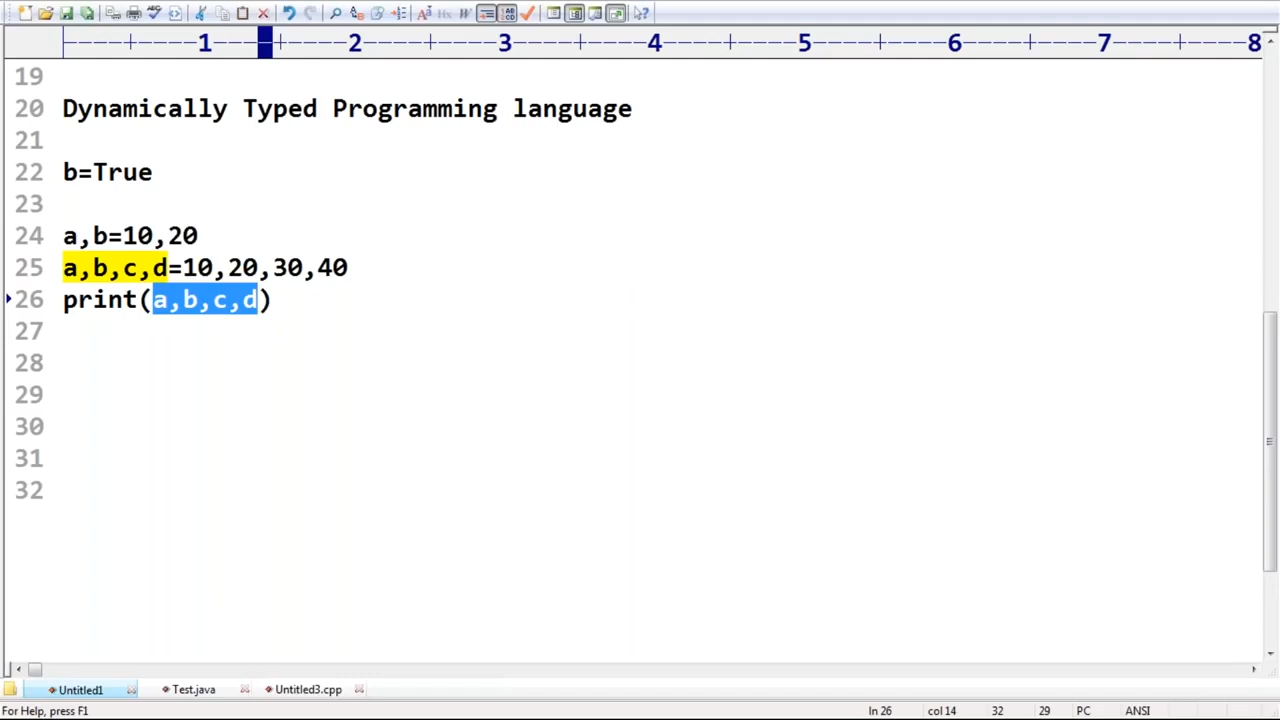 1 2 3 4 5 6 7 8
19
20 Dynamically Typed Programming language
21
22 b=True
23
24 a,b=10,20
25 a,b,c,d=10,20,30,40
26 print(a,b,c,d)
27
28
29
30
31
32
Untitled1 Test.java Untitled3.cpp
For Help, press F1 ln 26 col 14 32 29 PC ANSI